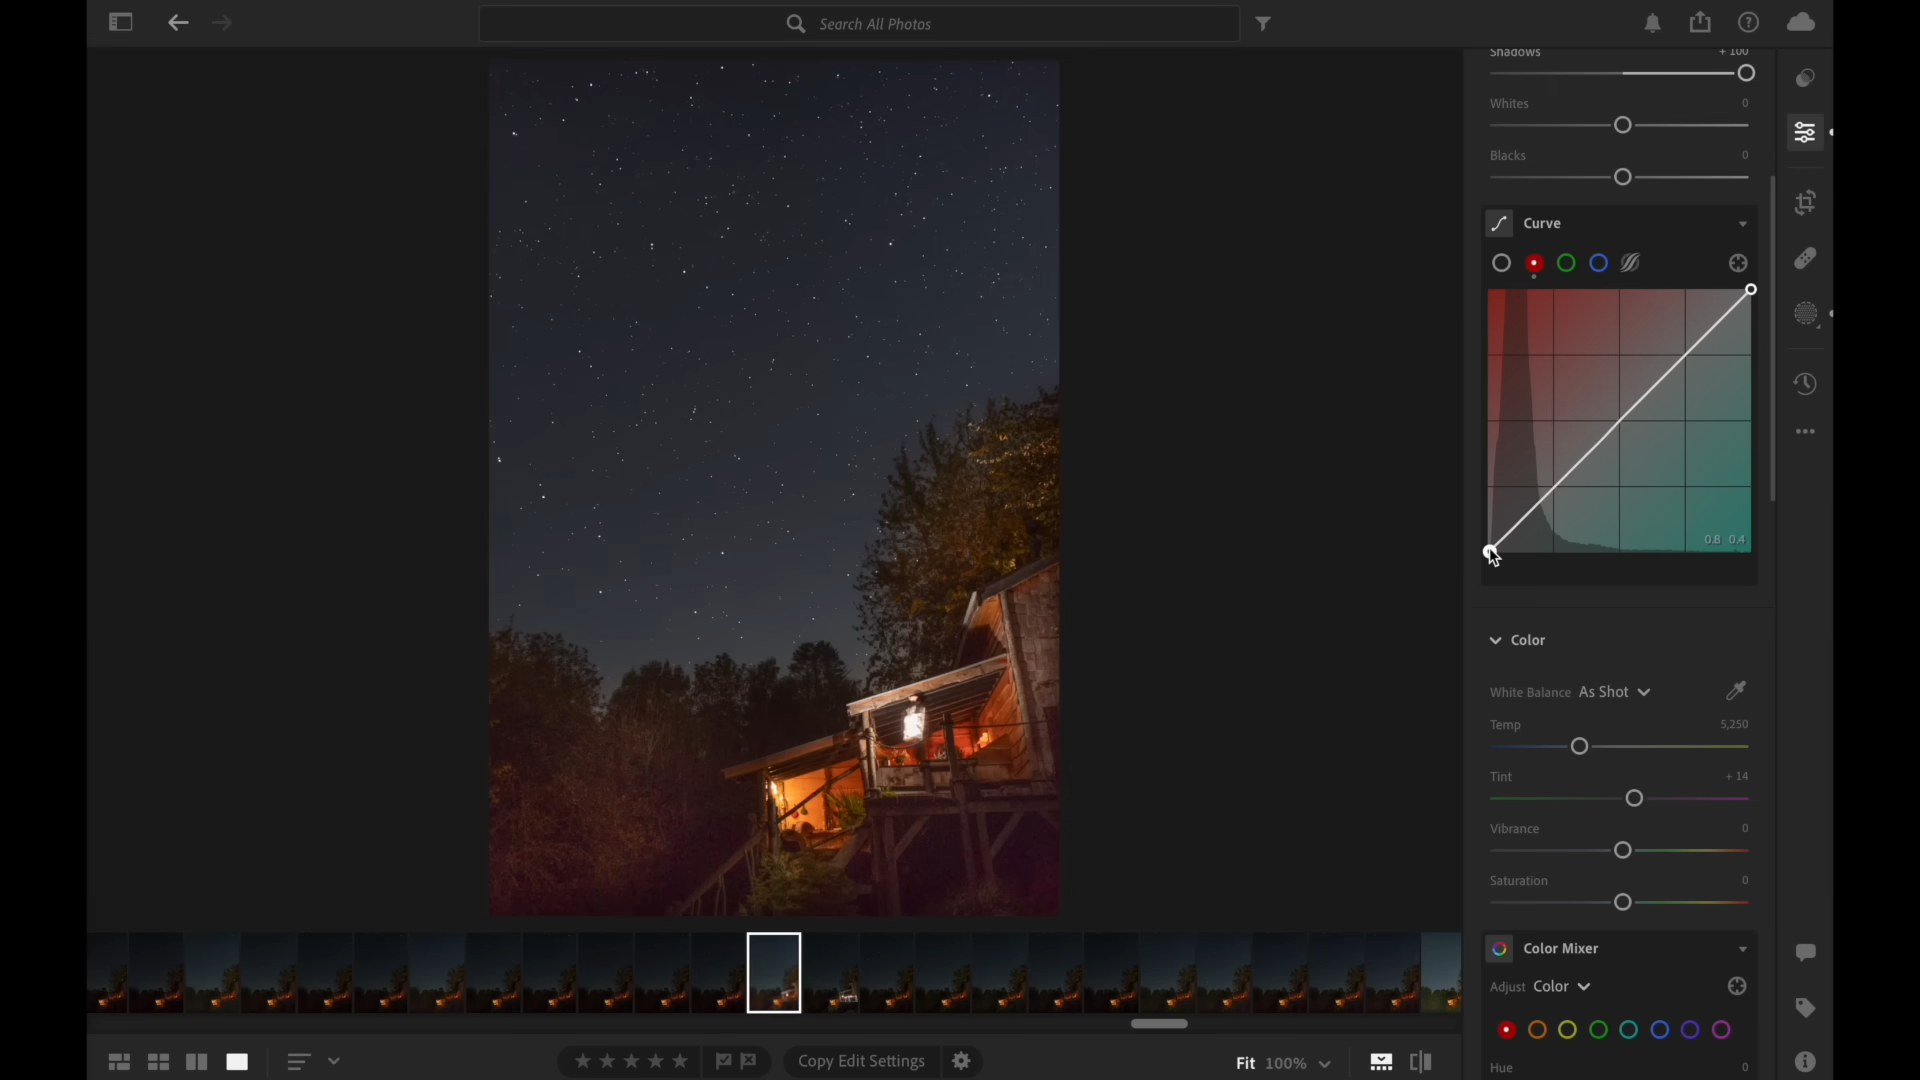 Search All Photos
Shadows + 100
Whites 0
Blacks 0
Curve
0.8 0.4
Color
White Balance As Shot
Temp 5,250
Tint + 14
Vibrance 0
Saturation 0
Color Mixer
Adjust Color
Hue 0
Copy Edit Settings
Fit 100%